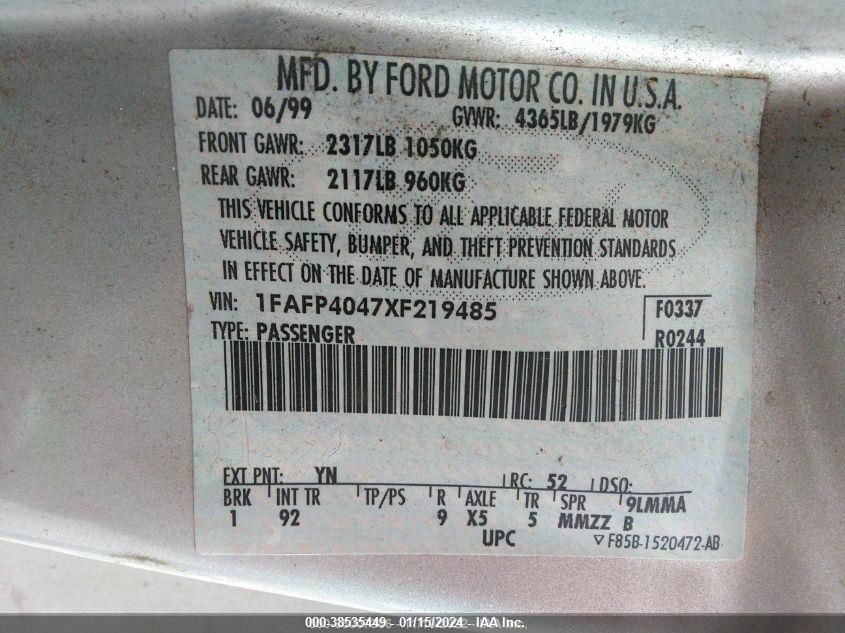 MFD. BY FORD MOTOR CO. IN U.S.A.
DATE: 06/99 GVWR: 4365LB/1979KG
FRONT GAWR: 2317LB 1050KG
REAR GAWR: 2117LB 960KG
THIS VEHICLE CONFORMS TO ALL APPLICABLE FEDERAL MOTOR
VEHICLE SAFETY, BUMPER, AND THEFT PREVENTION STANDARDS
IN EFFECT ON THE DATE OF MANUFACTURE SHOWN ABOVE.
VIN: 1FAFP4047XF219485 F0337
TYPE: PASSENGER R0244
EXT PNT: YN RC: 52 DSO:
BRK INT TR TP/PS R AXLE TR SPR 9LMMA
1 92 9 X5 5 MMZZ B
UPC F85B-1520472-AB
000-38535449 - 01/15/2024 - IAA Inc.